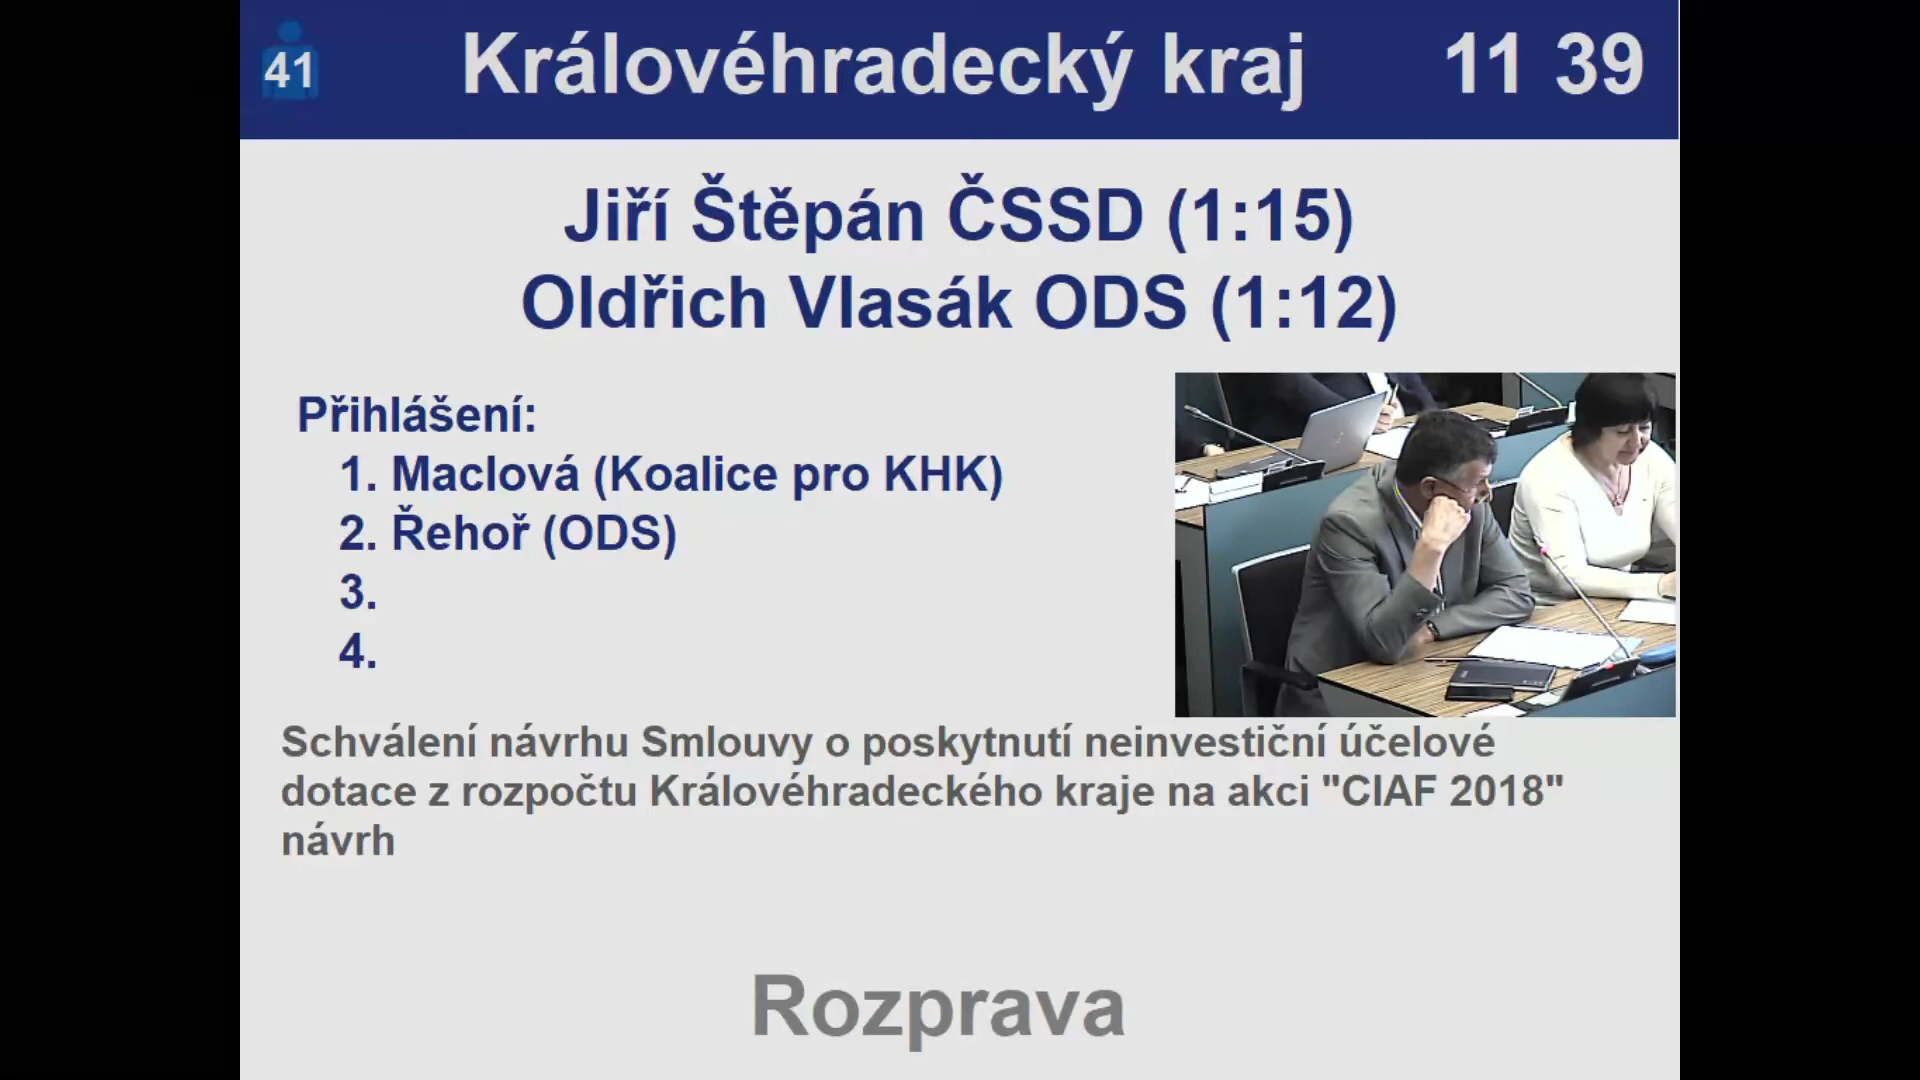 41
Královéhradecký kraj
11 39
Jiří Štěpán ČSSD (1:15)
Oldřich Vlasák ODS (1:12)
Přihlášení:
1. Maclová (Koalice pro KHK)
2. Řehoř (ODS)
3.
4.
Schválení návrhu Smlouvy o poskytnutí neinvestiční účelové
dotace z rozpočtu Královéhradeckého kraje na akci "CIAF 2018"
návrh
Rozprava